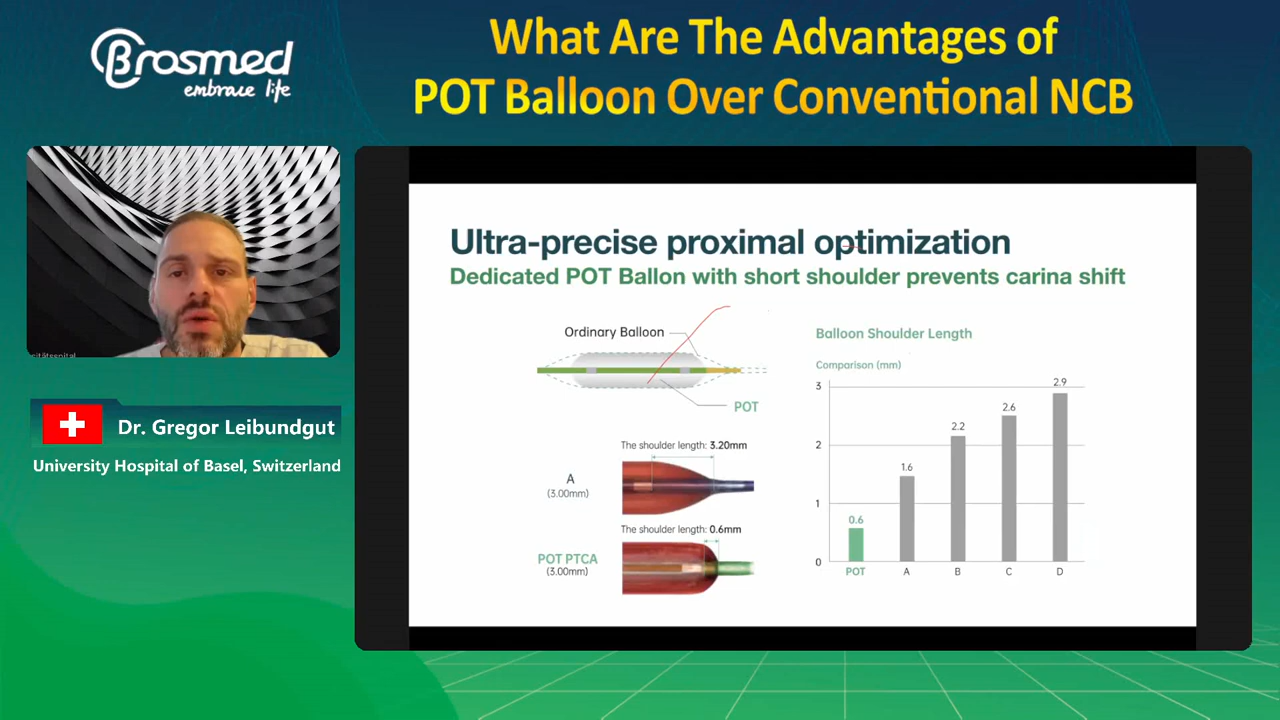 Brosmed
embrace life
What Are The Advantages of
POT Balloon Over Conventional NCB
Dr. Gregor Leibundgut
University Hospital of Basel, Switzerland
Ultra-precise proximal optimization
Dedicated POT Ballon with short shoulder prevents carina shift
Ordinary Balloon
POT
The shoulder length: 3.20mm
A
(3.00mm)
The shoulder length: 0.6mm
POT PTCA
(3.00mm)
Balloon Shoulder Length
Comparison (mm)
3
2
1
0
0.6
1.6
2.2
2.6
2.9
POT
A
B
C
D